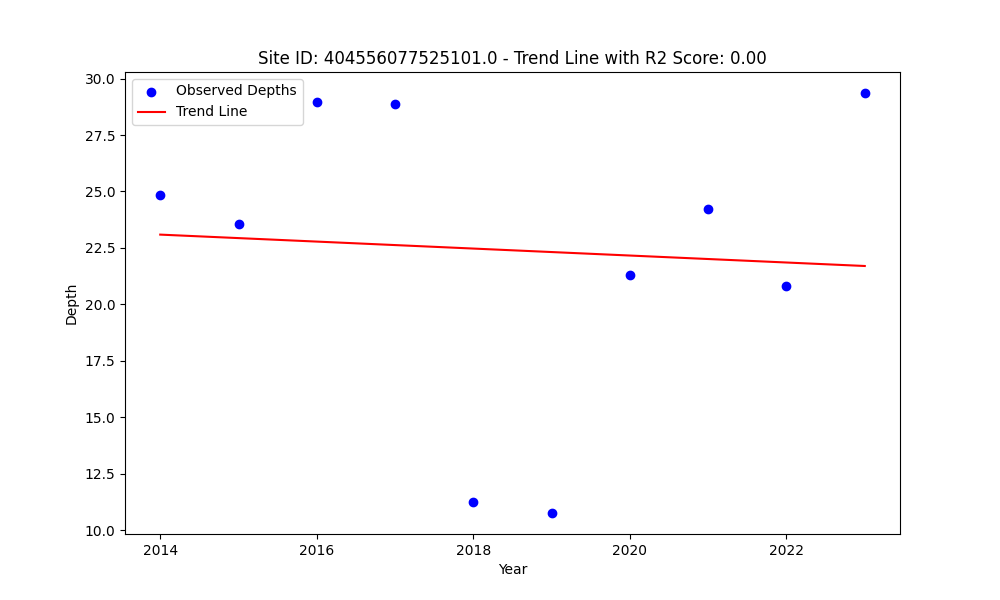 Site ID: 404556077525101.0 - Trend Line with R2 Score: 0.00
Observed Depths
Trend Line
30.0
27.5
25.0
22.5
20.0
17.5
15.0
12.5
10.0
Depth
2014
2016
2018
2020
2022
Year